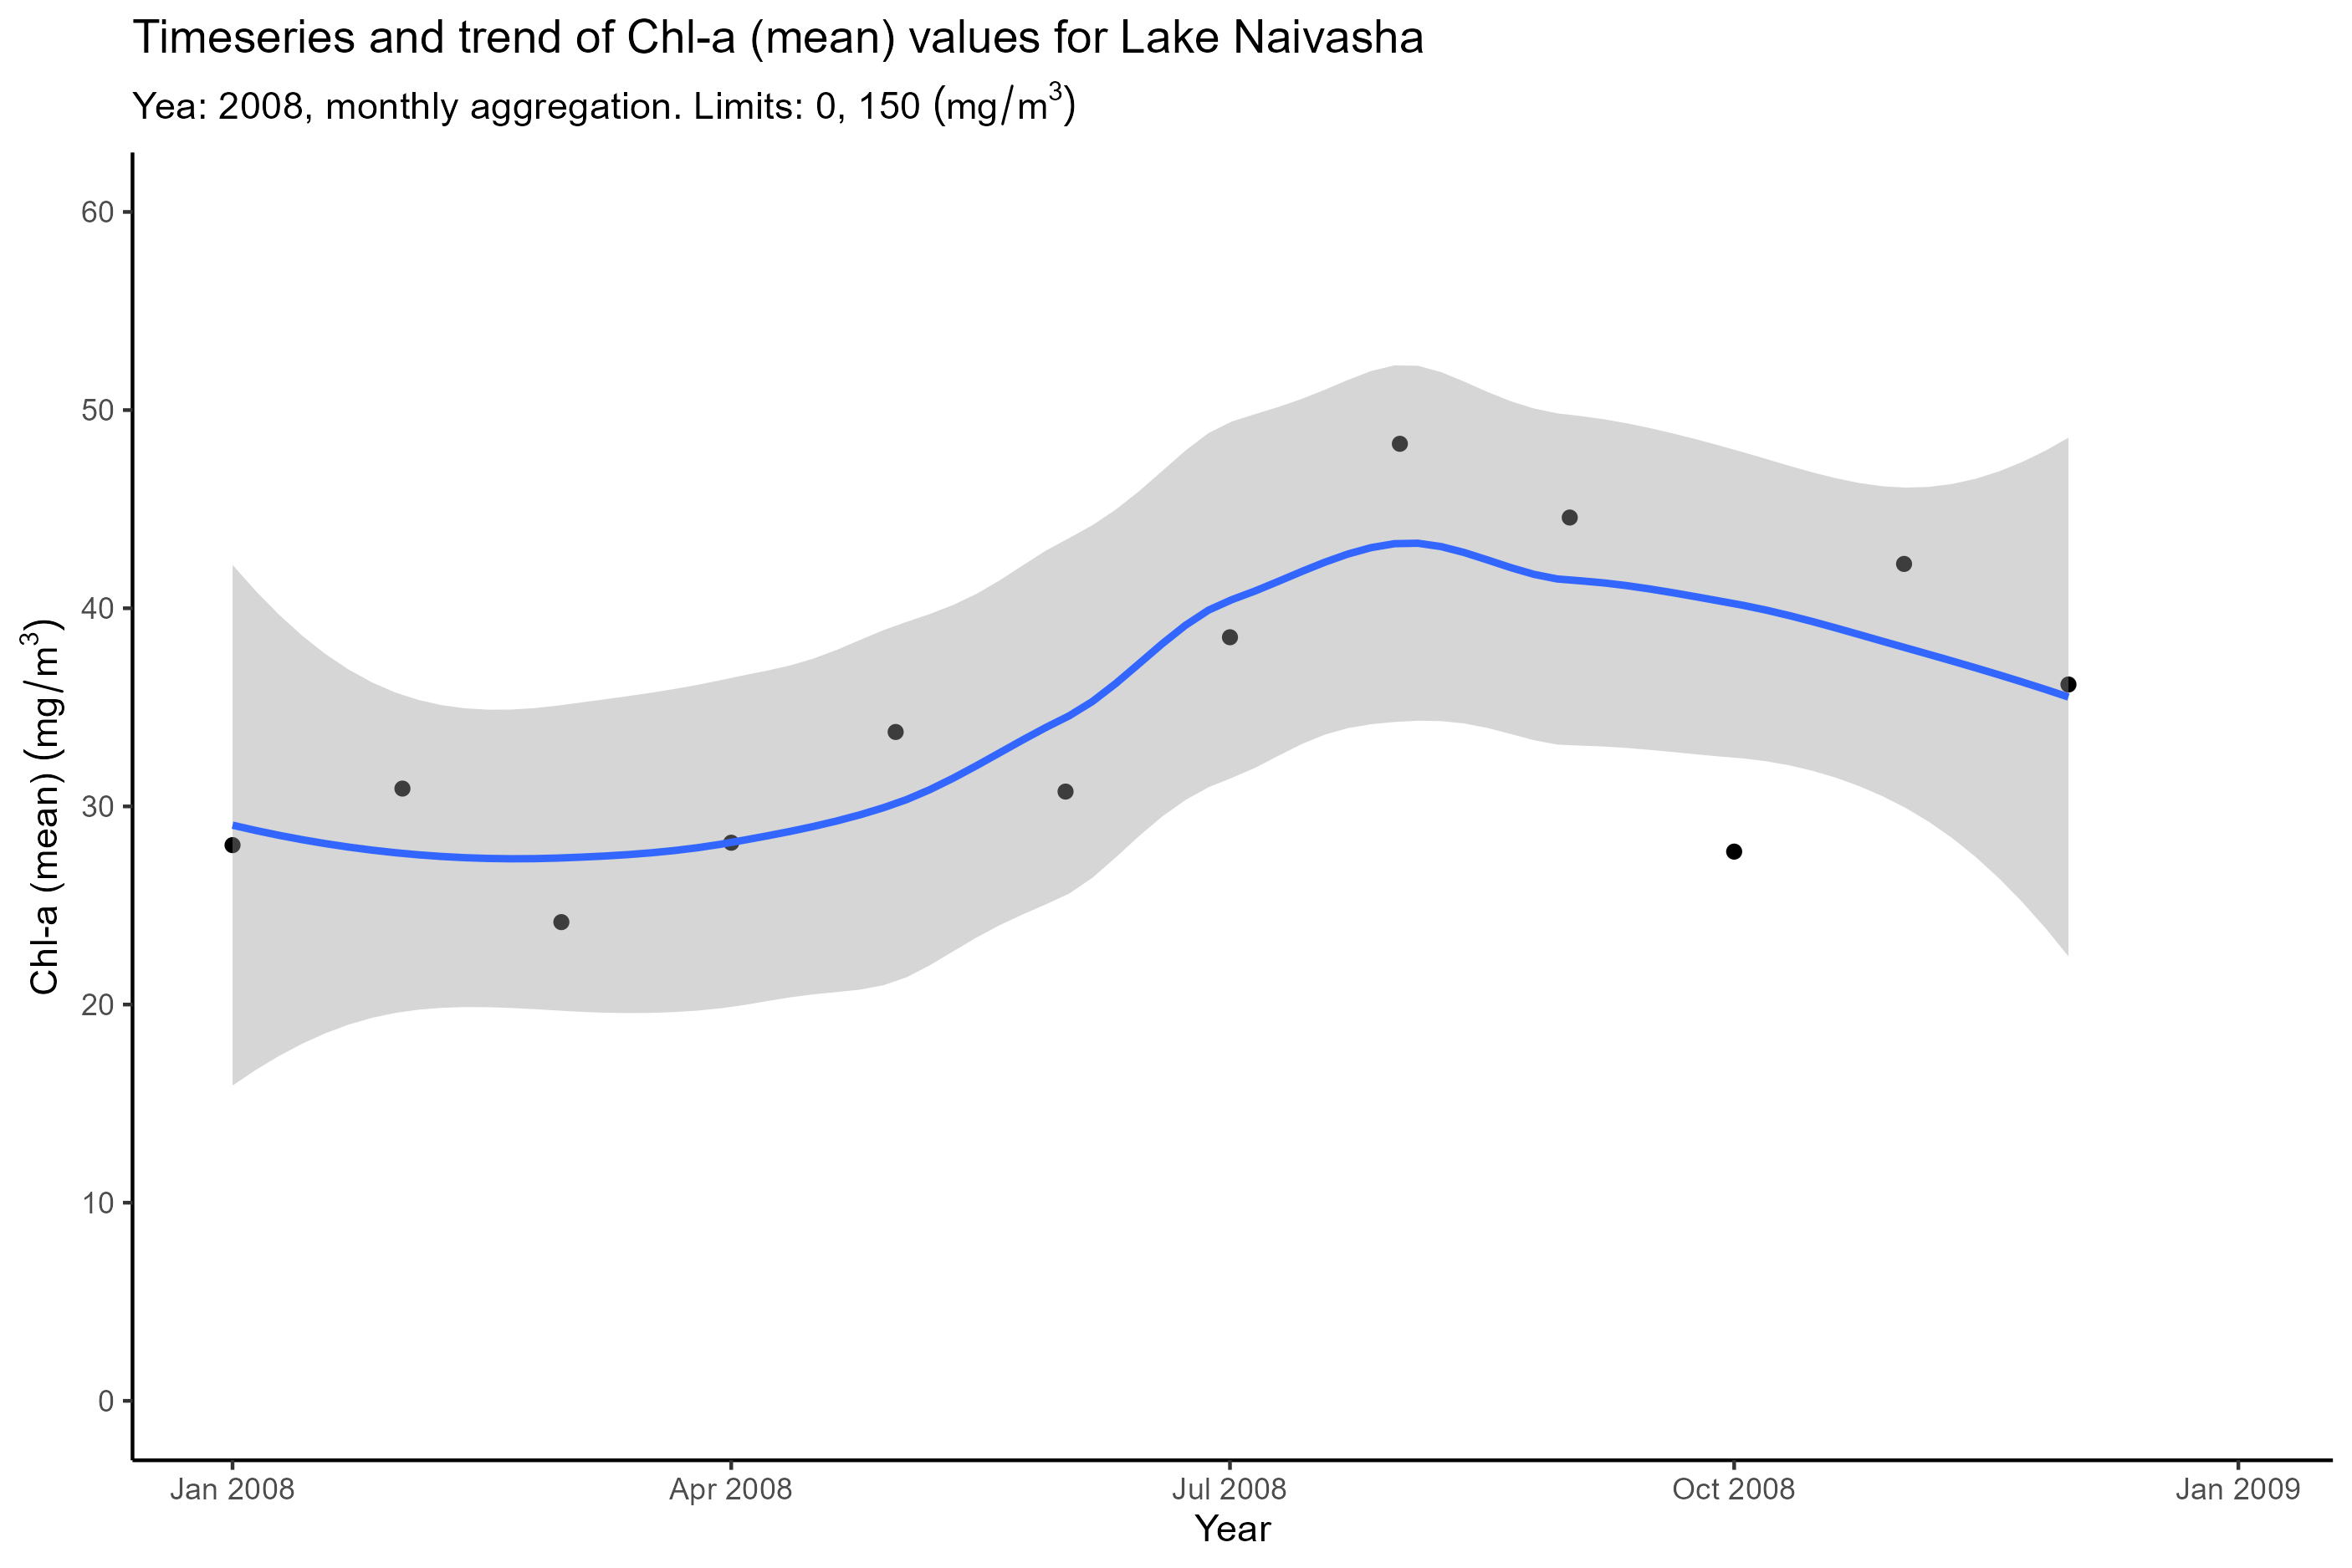 Timeseries and trend of Chl-a (mean) values for Lake Naivasha
Yea: 2008, monthly aggregation. Limits: 0, 150 (mg/m³)
Chl-a (mean) (mg/m³)
60
50
40
30
20
10
0
Jan 2008 Apr 2008 Jul 2008 Oct 2008 Jan 2009
Year